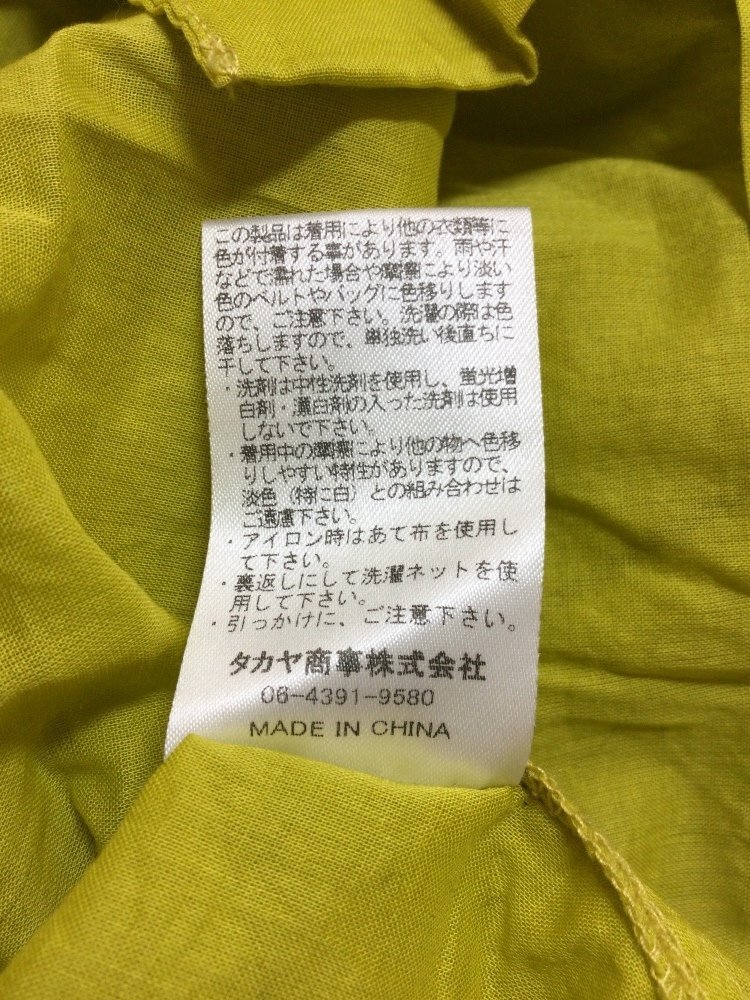 この製品は着用により他の衣類等に
色が付着する事があります。雨や汗
などで濡れた場合や摩擦により淡い
色のベルトやバッグに色移りします
ので、ご注意下さい。洗濯の際は色
落ちしますので、単独洗い後直ちに
干して下さい。
・洗剤は中性洗剤を使用し、蛍光増
白剤・漂白剤の入った洗剤は使用
しないで下さい。
・着用中の摩擦により他の物へ色移
りしやすい特性がありますので、
淡色（特に白）との組み合わせは
ご遠慮下さい。
・アイロン時はあて布を使用し
て下さい。
・裏返しにして洗濯ネットを使
用して下さい。
・引っかけに、ご注意下さい。
タカヤ商事株式会社
06-4391-9580
MADE IN CHINA